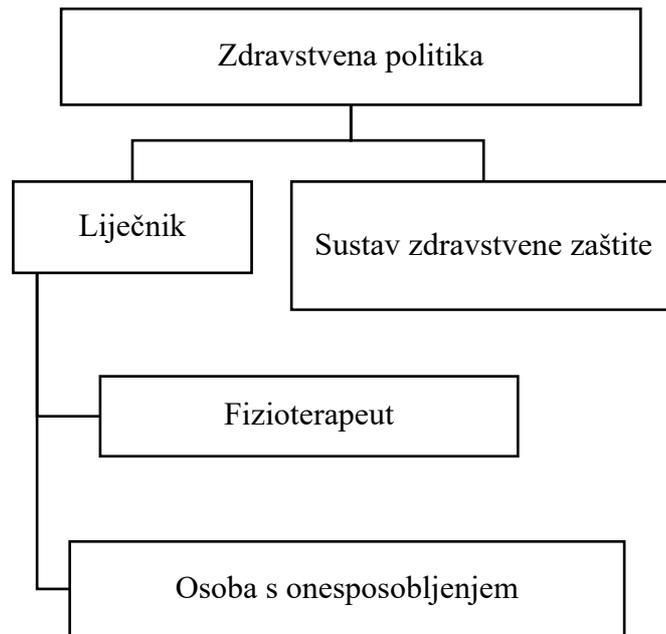 Zdravstvena politika
Liječnik
Sustav zdravstvene zaštite
Fizioterapeut
Osoba s onesposobljenjem